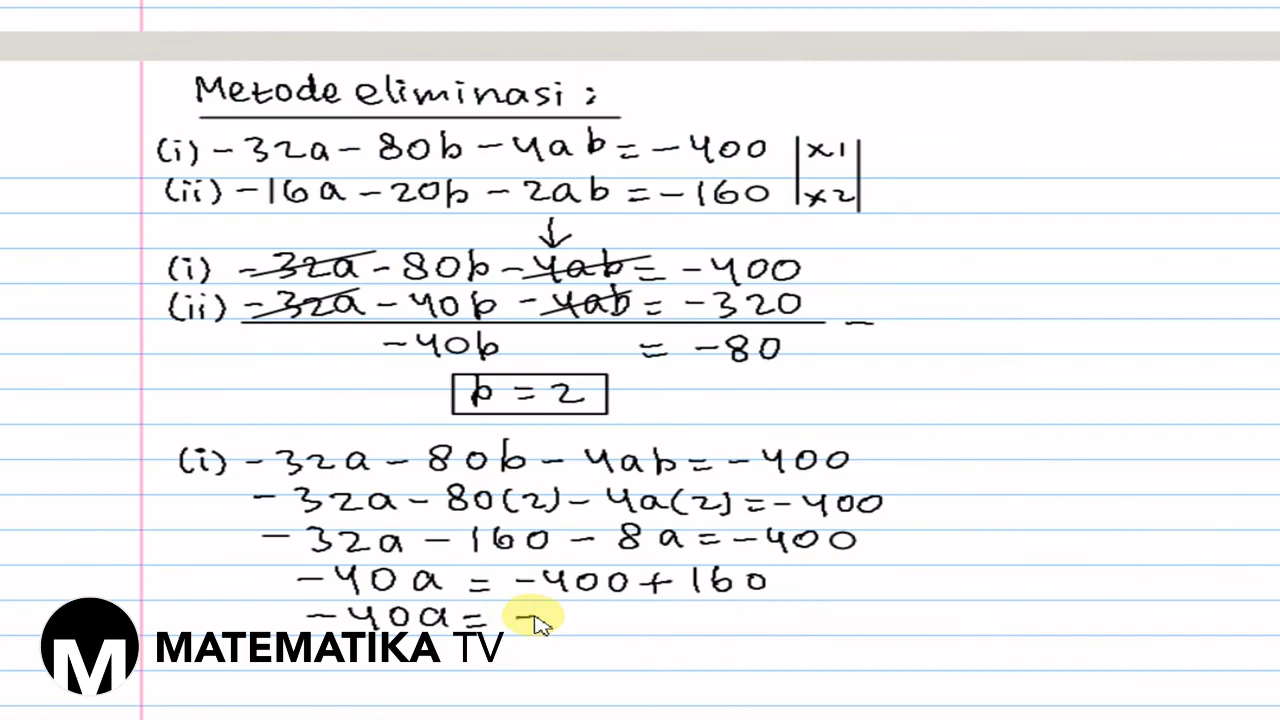 Metode eliminasi :
(i) -32a - 80b - 4ab = -400 | x1 |
(ii) -16a - 20b - 2ab = -160 | x2 |
↓
(i) -32a - 80b - 4ab = -400
(ii) -32a - 40b - 4ab = -320 -
-40b = -80
b = 2
(i) -32a - 80b - 4ab = -400
-32a - 80(2) - 4a(2) = -400
-32a - 160 - 8a = -400
-40a = -400 + 160
-40a = -
M MATEMATIKA TV